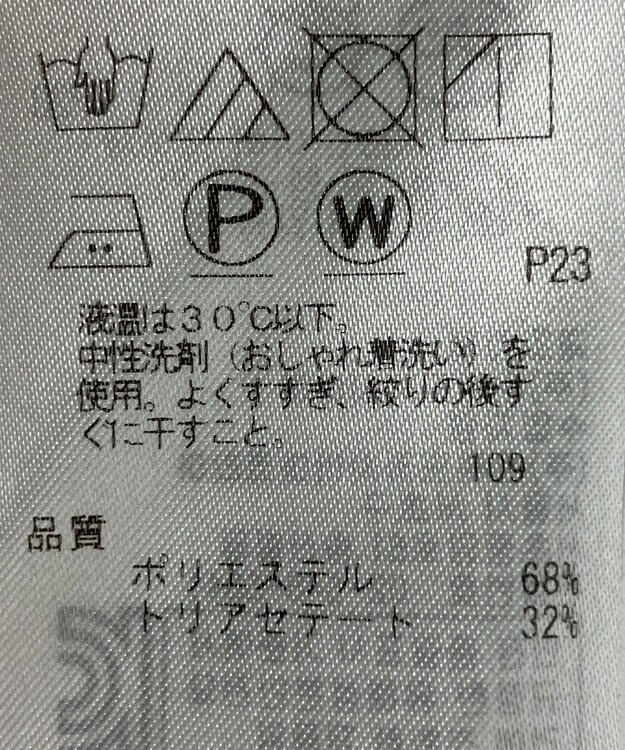 P
W
P23
液温は30℃以下。
中性洗剤(おしゃれ着洗い)を
使用。よくすすぎ、絞りの後す
ぐに干すこと。
109
品質
ポリエステル 68%
トリアセテート 32%